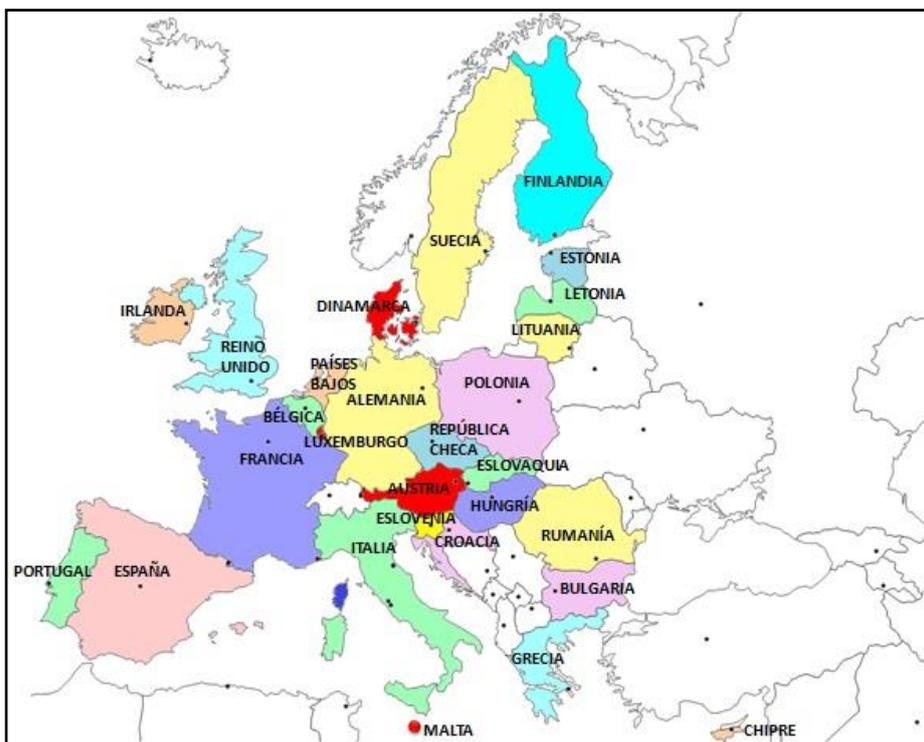 FINLANDIA
SUECIA
ESTONIA
LETONIA
DINAMARCA
IRLANDA
LITUANIA
REINO
UNIDO
PAÍSES
BAJOS
POLONIA
ALEMANIA
BÉLGICA
REPÚBLICA
CHECA
LUXEMBURGO
FRANCIA
ESLOVAQUIA
AUSTRIA
HUNGRÍA
ESLOVENIA
RUMANÍA
CROACIA
ITALIA
PORTUGAL
ESPAÑA
BULGARIA
GRECIA
MALTA
CHIPRE